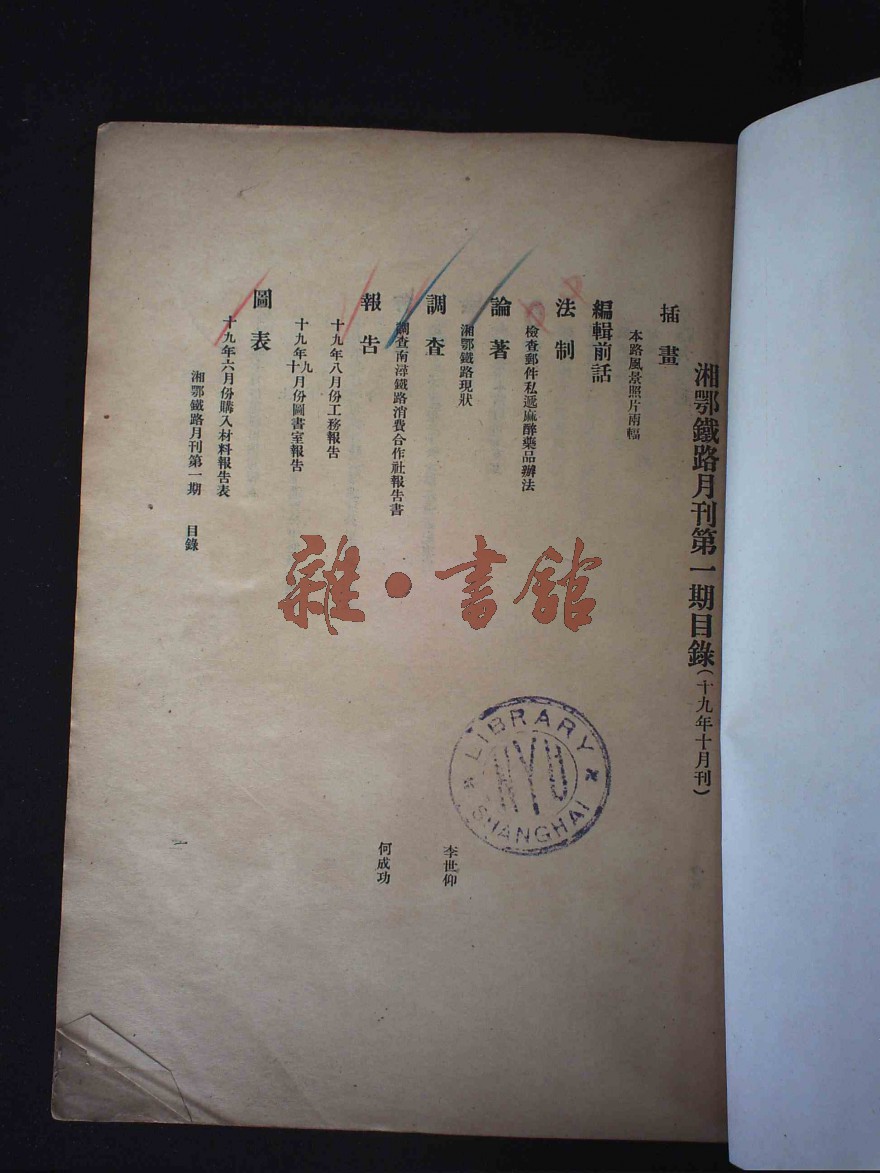 湘鄂鐵路月刊第一期目錄(十九年十月刊)
插畫
本路風景照片兩幅
編輯前話
法制
檢查郵件私遞麻醉藥品辦法
論著
湘鄂鐵路現狀
李世仰
調查
調查南潯鐵路消費合作社報告書
何成功
報告
十九年八月份工務報告
十九年九十月份圖書室報告
圖表
十九年六月份購入材料報告表
湘鄂鐵路月刊第一期 目錄
一
雜·書館
LIBRARY
WYU
SHANGHAI